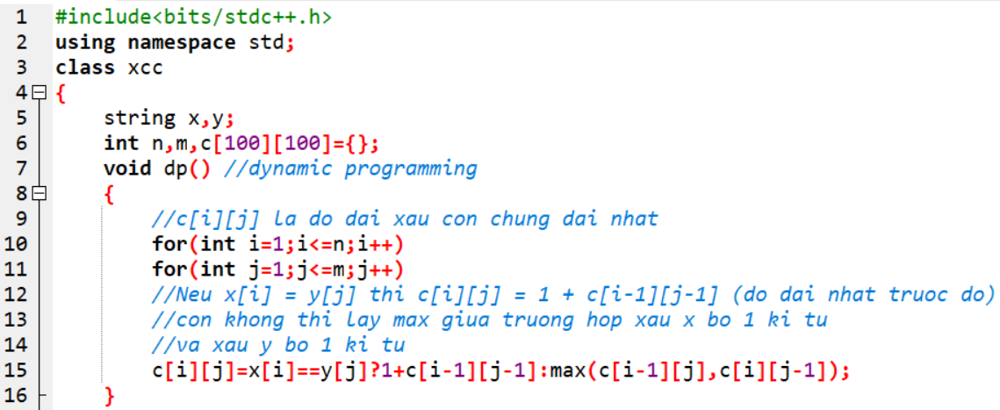 1 #include<bits/stdc++.h>
2 using namespace std;
3 class xcc
4 {
5 string x,y;
6 int n,m,c[100][100]={};
7 void dp() //dynamic programming
8 {
9 //c[i][j] la do dai xau con chung dai nhat
10 for(int i=1;i<=n;i++)
11 for(int j=1;j<=m;j++)
12 //Neu x[i] = y[j] thi c[i][j] = 1 + c[i-1][j-1] (do dai nhat truoc do)
13 //con khong thi lay max giua truong hop xau x bo 1 ki tu
14 //va xau y bo 1 ki tu
15 c[i][j]=x[i]==y[j]?1+c[i-1][j-1]:max(c[i-1][j],c[i][j-1]);
16 }